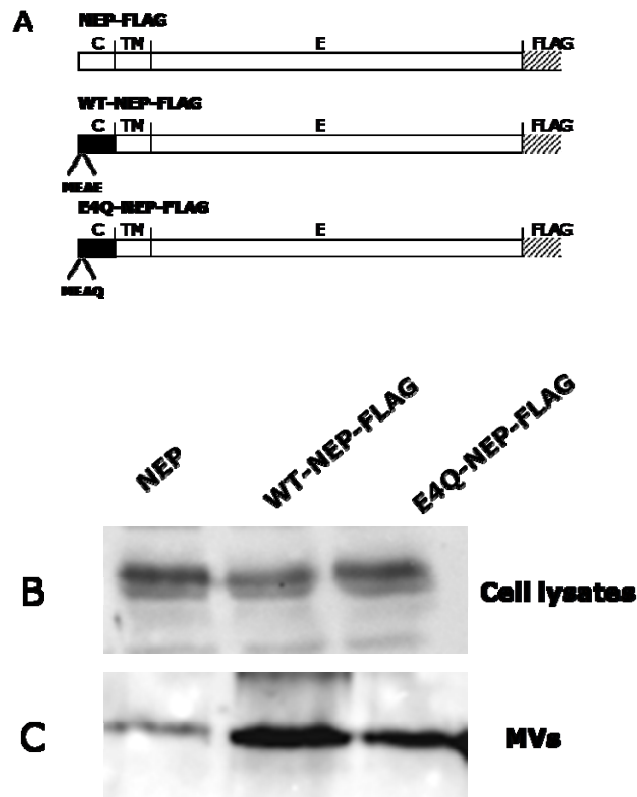 A
NEP-FLAG
C TM E FLAG
WT-NEP-FLAG
C TM E FLAG
MEAE
E4Q-NEP-FLAG
C TM E FLAG
MEAQ
NEP
WT-NEP-FLAG
E4Q-NEP-FLAG
B
Cell lysates
C
MVs